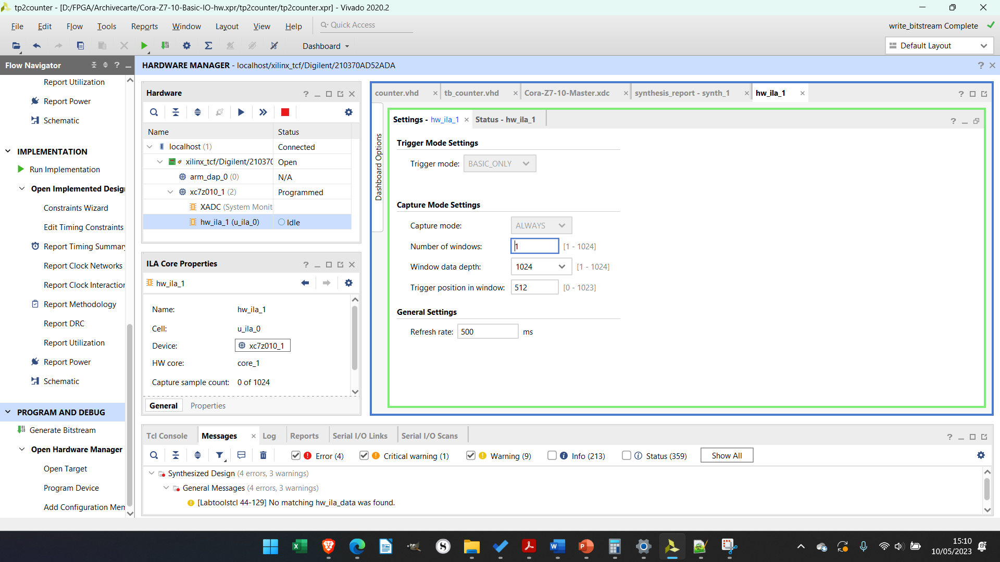 tp2counter - [D:/FPGA/Archivecarte/Cora-Z7-10-Basic-IO-hw.xpr/tp2counter/tp2counter.xpr] - Vivado 2020.2
File Edit Flow Tools Reports Window Layout View Help Quick Access
write_bitstream Complete
Dashboard
Default Layout
Flow Navigator
HARDWARE MANAGER - localhost/xilinx_tcf/Digilent/210370AD52ADA
Report Utilization
Report Power
Schematic
IMPLEMENTATION
Run Implementation
Open Implemented Desig
Constraints Wizard
Edit Timing Constraints
Report Timing Summar
Report Clock Networks
Report Clock Interaction
Report Methodology
Report DRC
Report Utilization
Report Power
Schematic
PROGRAM AND DEBUG
Generate Bitstream
Open Hardware Manager
Open Target
Program Device
Add Configuration Mem
Hardware
Name Status
localhost (1) Connected
xilinx_tcf/Digilent/210370 Open
arm_dap_0 (0) N/A
xc7z010_1 (2) Programmed
XADC (System Monit
hw_ila_1 (u_ila_0) Idle
ILA Core Properties
hw_ila_1
Name: hw_ila_1
Cell: u_ila_0
Device: xc7z010_1
HW core: core_1
Capture sample count: 0 of 1024
General Properties
counter.vhd tb_counter.vhd Cora-Z7-10-Master.xdc synthesis_report - synth_1 hw_ila_1
Dashboard Options
Settings - hw_ila_1 Status - hw_ila_1
Trigger Mode Settings
Trigger mode: BASIC_ONLY
Capture Mode Settings
Capture mode: ALWAYS
Number of windows: 1 [1 - 1024]
Window data depth: 1024 [1 - 1024]
Trigger position in window: 512 [0 - 1023]
General Settings
Refresh rate: 500 ms
Tcl Console Messages Log Reports Serial I/O Links Serial I/O Scans
Error (4) Critical warning (1) Warning (9) Info (213) Status (359) Show All
Synthesized Design (4 errors, 3 warnings)
General Messages (4 errors, 3 warnings)
[Labtoolstcl 44-129] No matching hw_ila_data was found.
15:10
10/05/2023